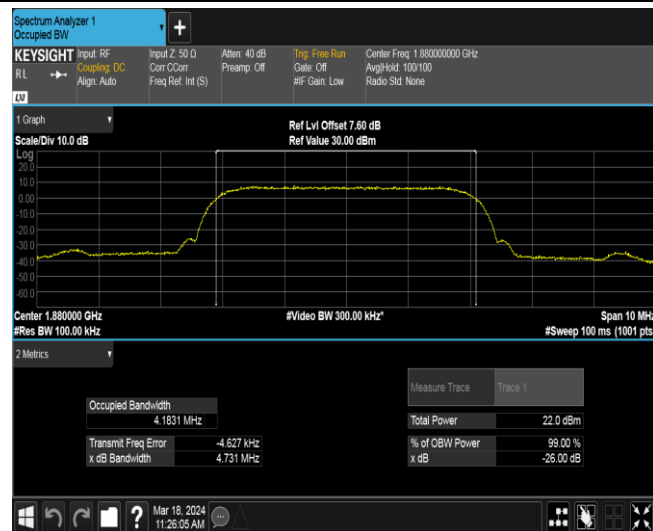 Spectrum Analyzer 1
Occupied BW
+
KEYSIGHT
RL
LXI
Input: RF
Coupling: DC
Align: Auto
Input Z: 50 Ω
Corr CCorr
Freq Ref: Int (S)
Atten: 40 dB
Preamp: Off
Trig: Free Run
Gate: Off
#IF Gain: Low
Center Freq: 1.880000000 GHz
Avg|Hold: 100/100
Radio Std: None
1 Graph
Scale/Div 10.0 dB
Ref Lvl Offset 7.60 dB
Ref Value 30.00 dBm
Log
20.0
10.0
0.00
-10.0
-20.0
-30.0
-40.0
-50.0
-60.0
Center 1.880000 GHz
#Res BW 100.00 kHz
#Video BW 300.00 kHz*
Span 10 MHz
#Sweep 100 ms (1001 pts
2 Metrics
Measure Trace Trace 1
Occupied Bandwidth
4.1831 MHz
Total Power 22.0 dBm
Transmit Freq Error -4.627 kHz
% of OBW Power 99.00 %
x dB Bandwidth 4.731 MHz
x dB -26.00 dB
?
Mar 18, 2024
11:26:05 AM